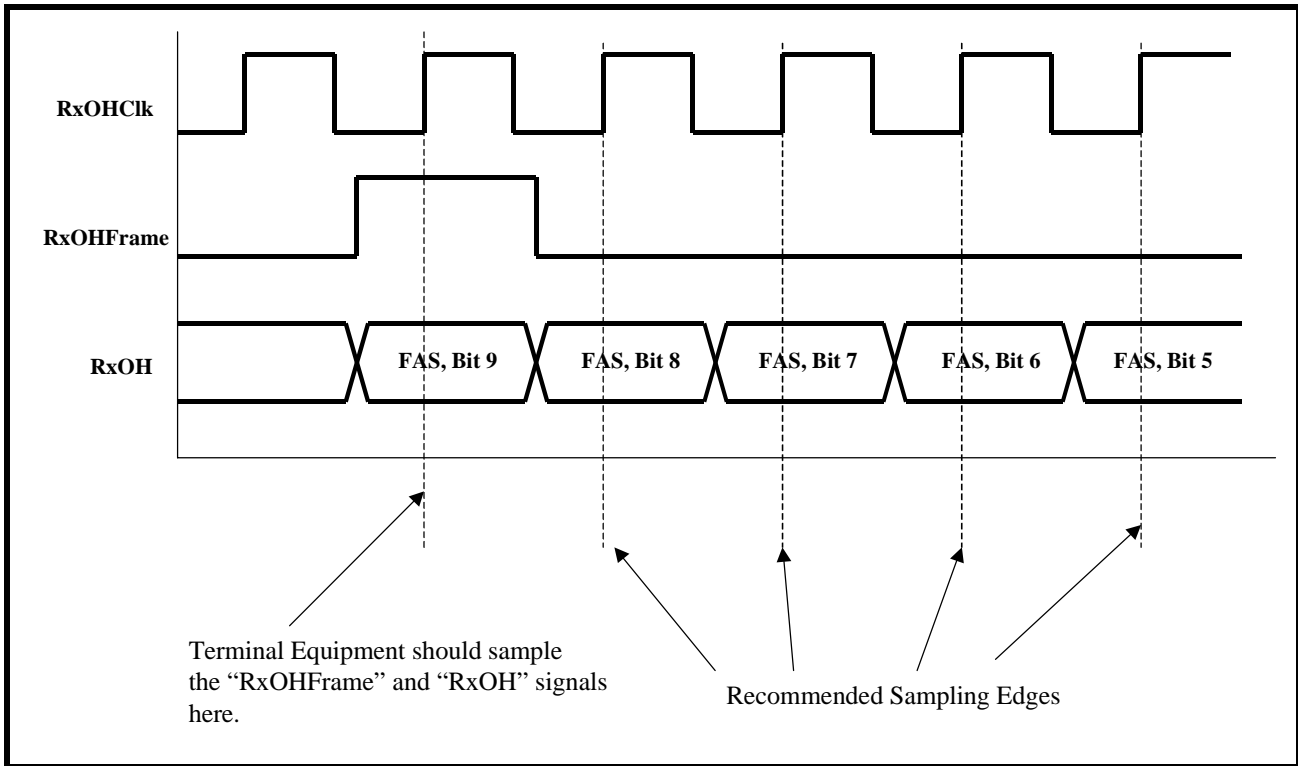 RxOHClk
RxOHFrame
RxOH
FAS, Bit 9
FAS, Bit 8
FAS, Bit 7
FAS, Bit 6
FAS, Bit 5
Terminal Equipment should sample
the “RxOHFrame” and “RxOH” signals
here.
Recommended Sampling Edges